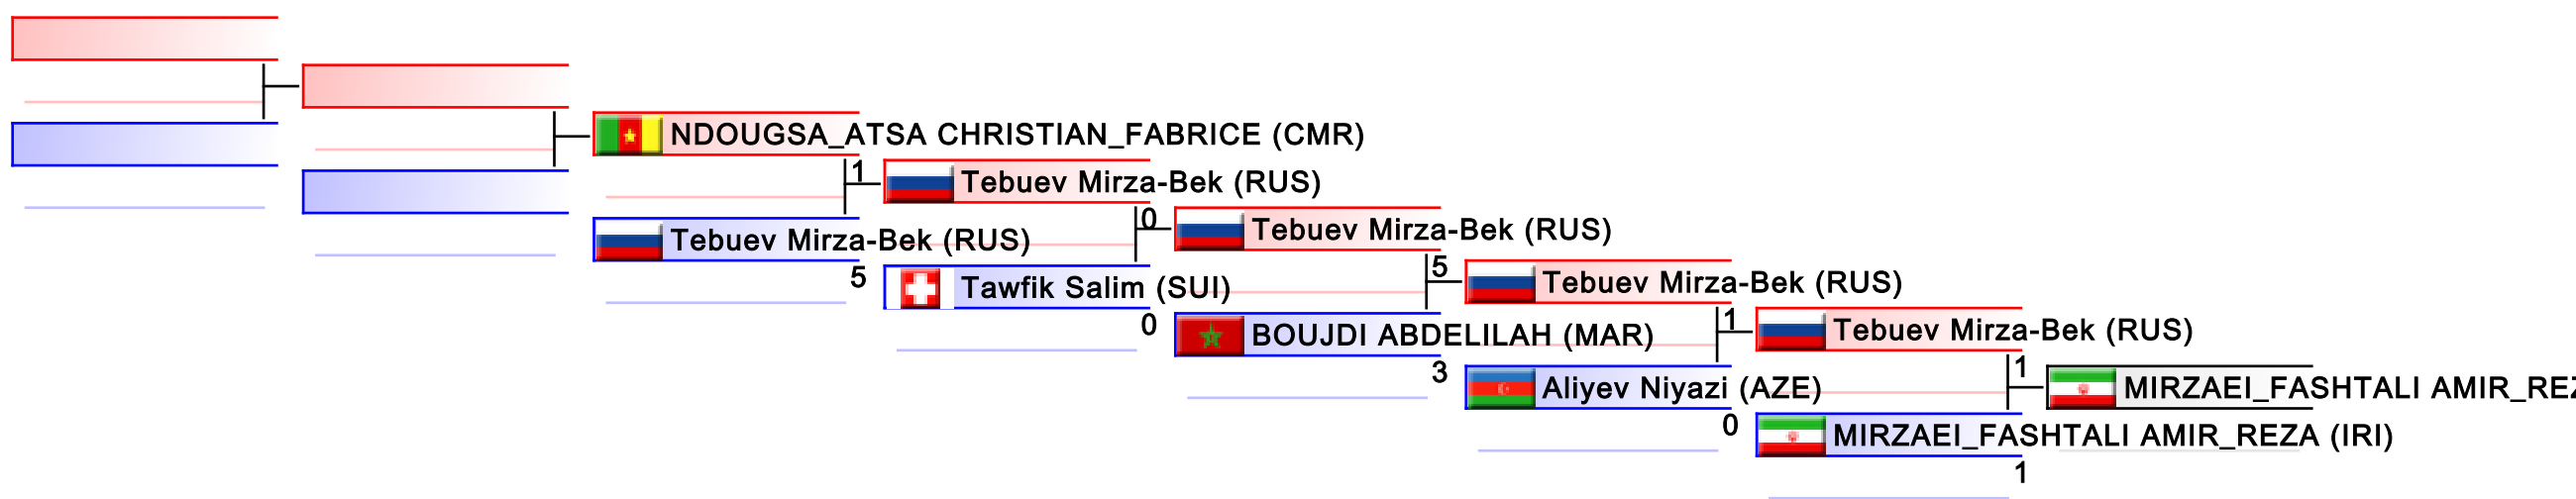 NDOUGSA_ATSA CHRISTIAN_FABRICE (CMR)
1
Tebuev Mirza-Bek (RUS)
5
Tebuev Mirza-Bek (RUS)
0
Tawfik Salim (SUI)
0
Tebuev Mirza-Bek (RUS)
5
BOUJDI ABDELILAH (MAR)
3
Tebuev Mirza-Bek (RUS)
1
Aliyev Niyazi (AZE)
0
Tebuev Mirza-Bek (RUS)
1
MIRZAEI_FASHTALI AMIR_REZA (IRI)
1
MIRZAEI_FASHTALI AMIR_REZ